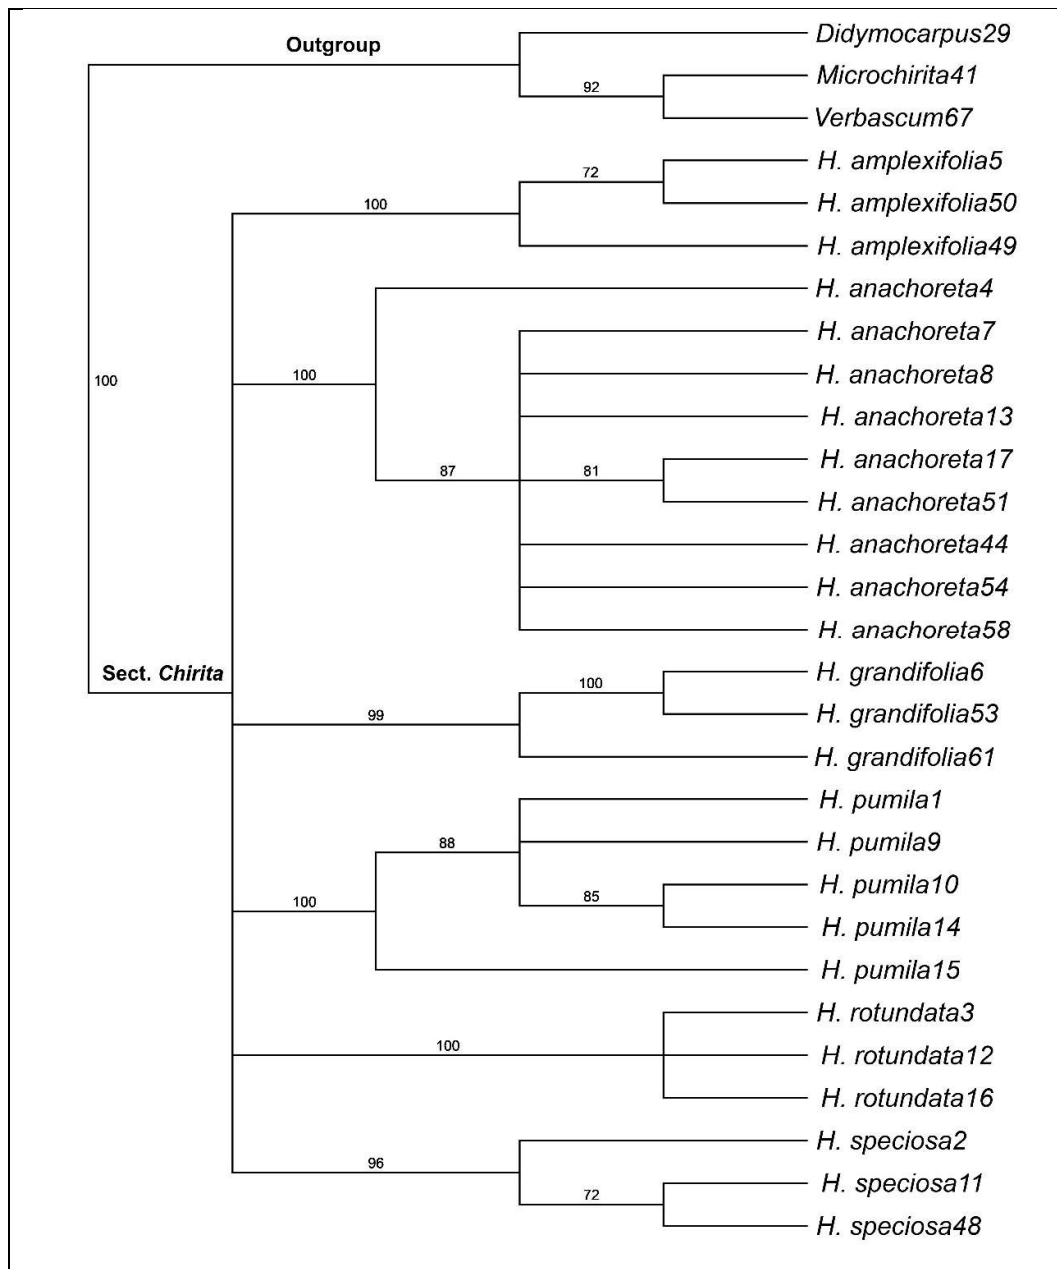 Outgroup
Didymocarpus29
92
Microchirita41
Verbascum67
72
H. amplexifolia5
100
H. amplexifolia50
H. amplexifolia49
H. anachoreta4
H. anachoreta7
100
100
H. anachoreta8
H. anachoreta13
87
81
H. anachoreta17
H. anachoreta51
H. anachoreta44
H. anachoreta54
H. anachoreta58
Sect. Chirita
100
H. grandifolia6
99
H. grandifolia53
H. grandifolia61
H. pumila1
88
H. pumila9
100
85
H. pumila10
H. pumila14
H. pumila15
H. rotundata3
100
H. rotundata12
H. rotundata16
H. speciosa2
96
72
H. speciosa11
H. speciosa48